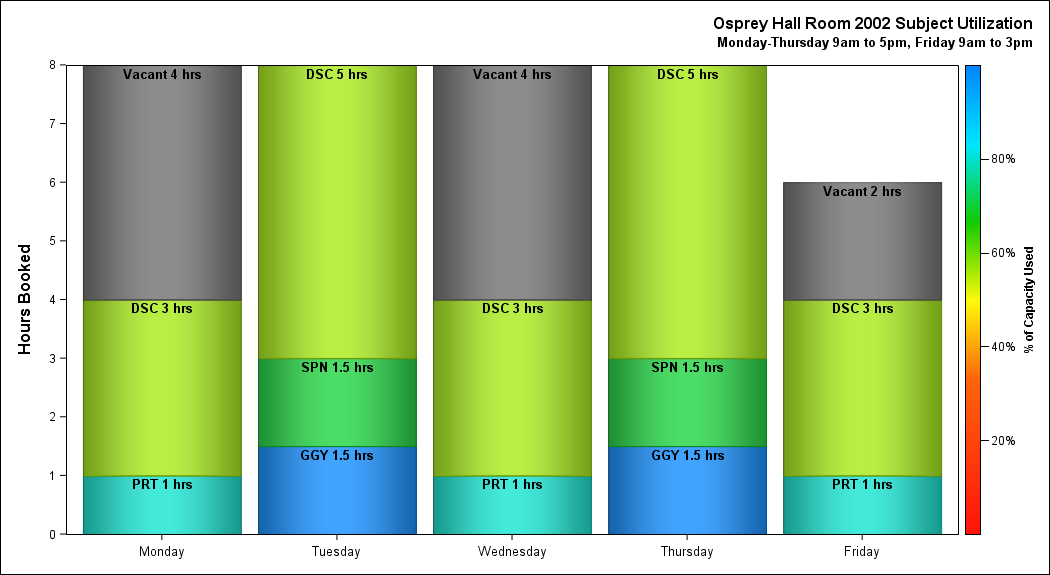 Osprey Hall Room 2002 Subject Utilization
Monday-Thursday 9am to 5pm, Friday 9am to 3pm
Hours Booked
8
7
6
5
4
3
2
1
0
Vacant 4 hrs
DSC 3 hrs
PRT 1 hrs
DSC 5 hrs
SPN 1.5 hrs
GGY 1.5 hrs
Vacant 4 hrs
DSC 3 hrs
PRT 1 hrs
DSC 5 hrs
SPN 1.5 hrs
GGY 1.5 hrs
Vacant 2 hrs
DSC 3 hrs
PRT 1 hrs
Monday
Tuesday
Wednesday
Thursday
Friday
80%
60%
40%
20%
% of Capacity Used